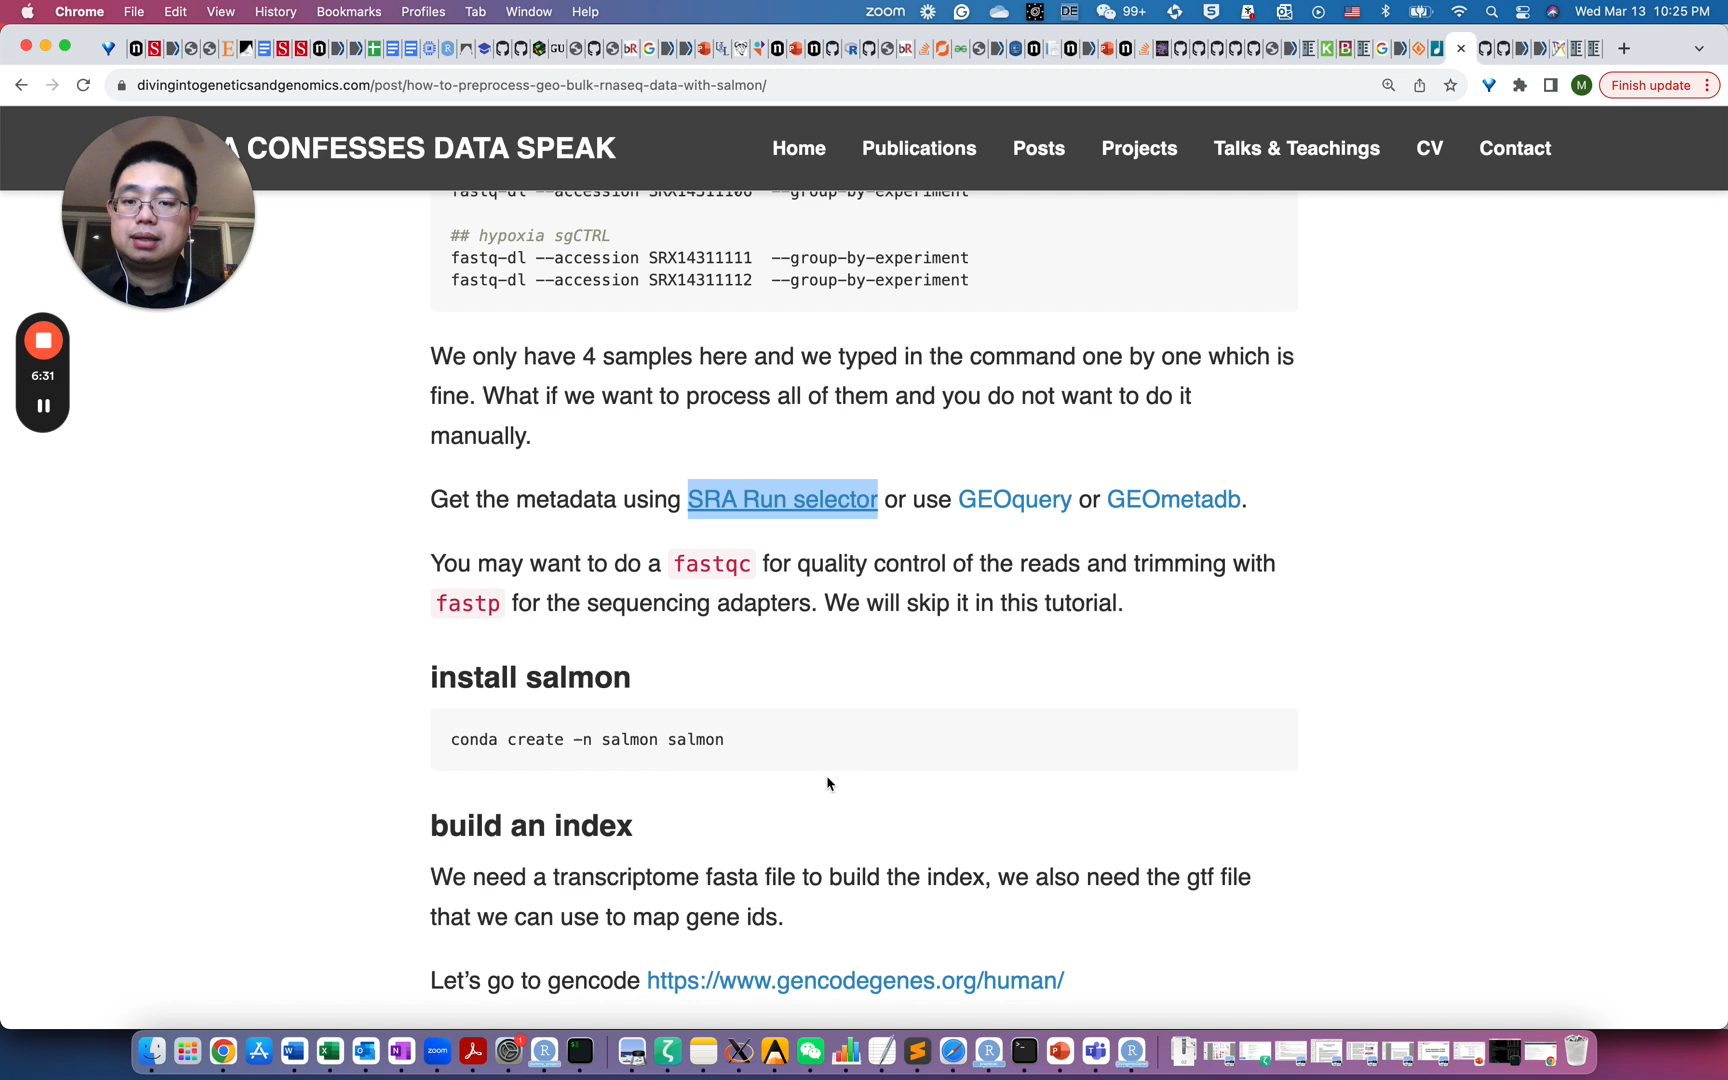 Chrome File Edit View History Bookmarks Profiles Tab Window Help
zoom 99+ Wed Mar 13 10:25 PM
divingintogeneticsandgenomics.com/post/how-to-preprocess-geo-bulk-rnaseq-data-with-salmon/
M Finish update
A CONFESSES DATA SPEAK
Home Publications Posts Projects Talks & Teachings CV Contact
fastq-dl --accession SRX14311106 --group-by-experiment
## hypoxia sgCTRL
fastq-dl --accession SRX14311111 --group-by-experiment
fastq-dl --accession SRX14311112 --group-by-experiment
6:31
We only have 4 samples here and we typed in the command one by one which is
fine. What if we want to process all of them and you do not want to do it
manually.
Get the metadata using SRA Run selector or use GEOquery or GEOmetadb.
You may want to do a fastqc for quality control of the reads and trimming with
fastp for the sequencing adapters. We will skip it in this tutorial.
install salmon
conda create -n salmon salmon
build an index
We need a transcriptome fasta file to build the index, we also need the gtf file
that we can use to map gene ids.
Let's go to gencode https://www.gencodegenes.org/human/